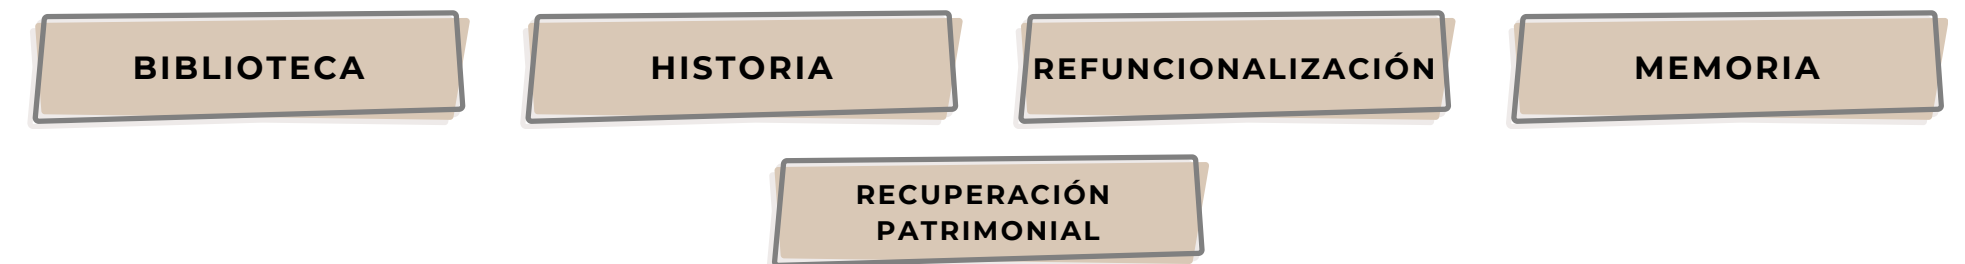 BIBLIOTECA
HISTORIA
REFUNCIONALIZACIÓN
MEMORIA
RECUPERACIÓN
PATRIMONIAL